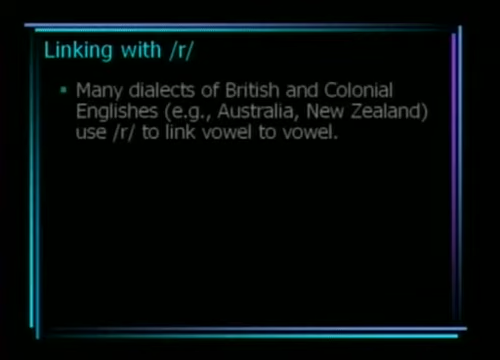 Linking with /r/
Many dialects of British and Colonial
Englishes (e.g., Australia, New Zealand)
use /r/ to link vowel to vowel.